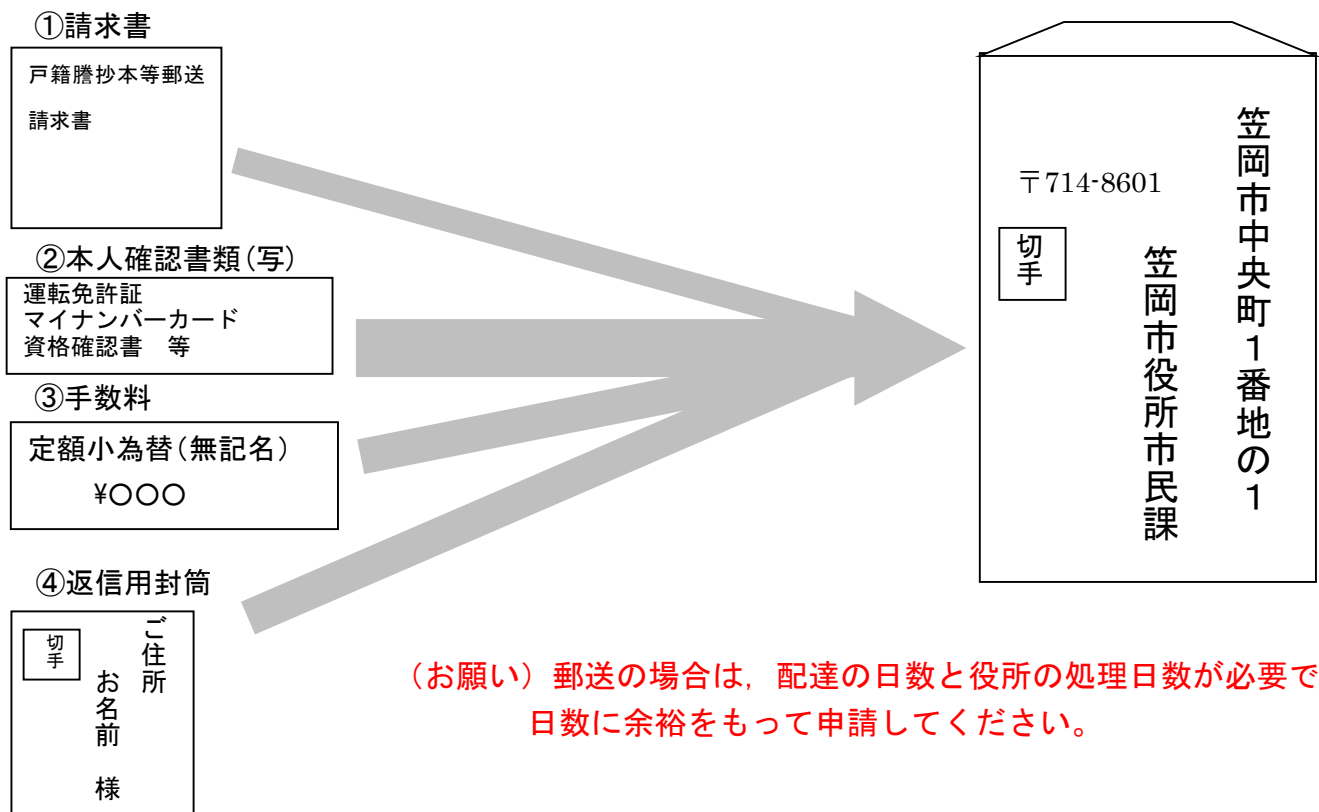 ①請求書
戸籍謄抄本等郵送
請求書
②本人確認書類(写)
運転免許証
マイナンバーカード
資格確認書　等
③手数料
定額小為替(無記名)
¥〇〇〇
④返信用封筒
切手
ご住所
お名前　様
〒714-8601
切手
笠岡市中央町1番地の1
笠岡市役所市民課
(お願い) 郵送の場合は，配達の日数と役所の処理日数が必要で
日数に余裕をもって申請してください。